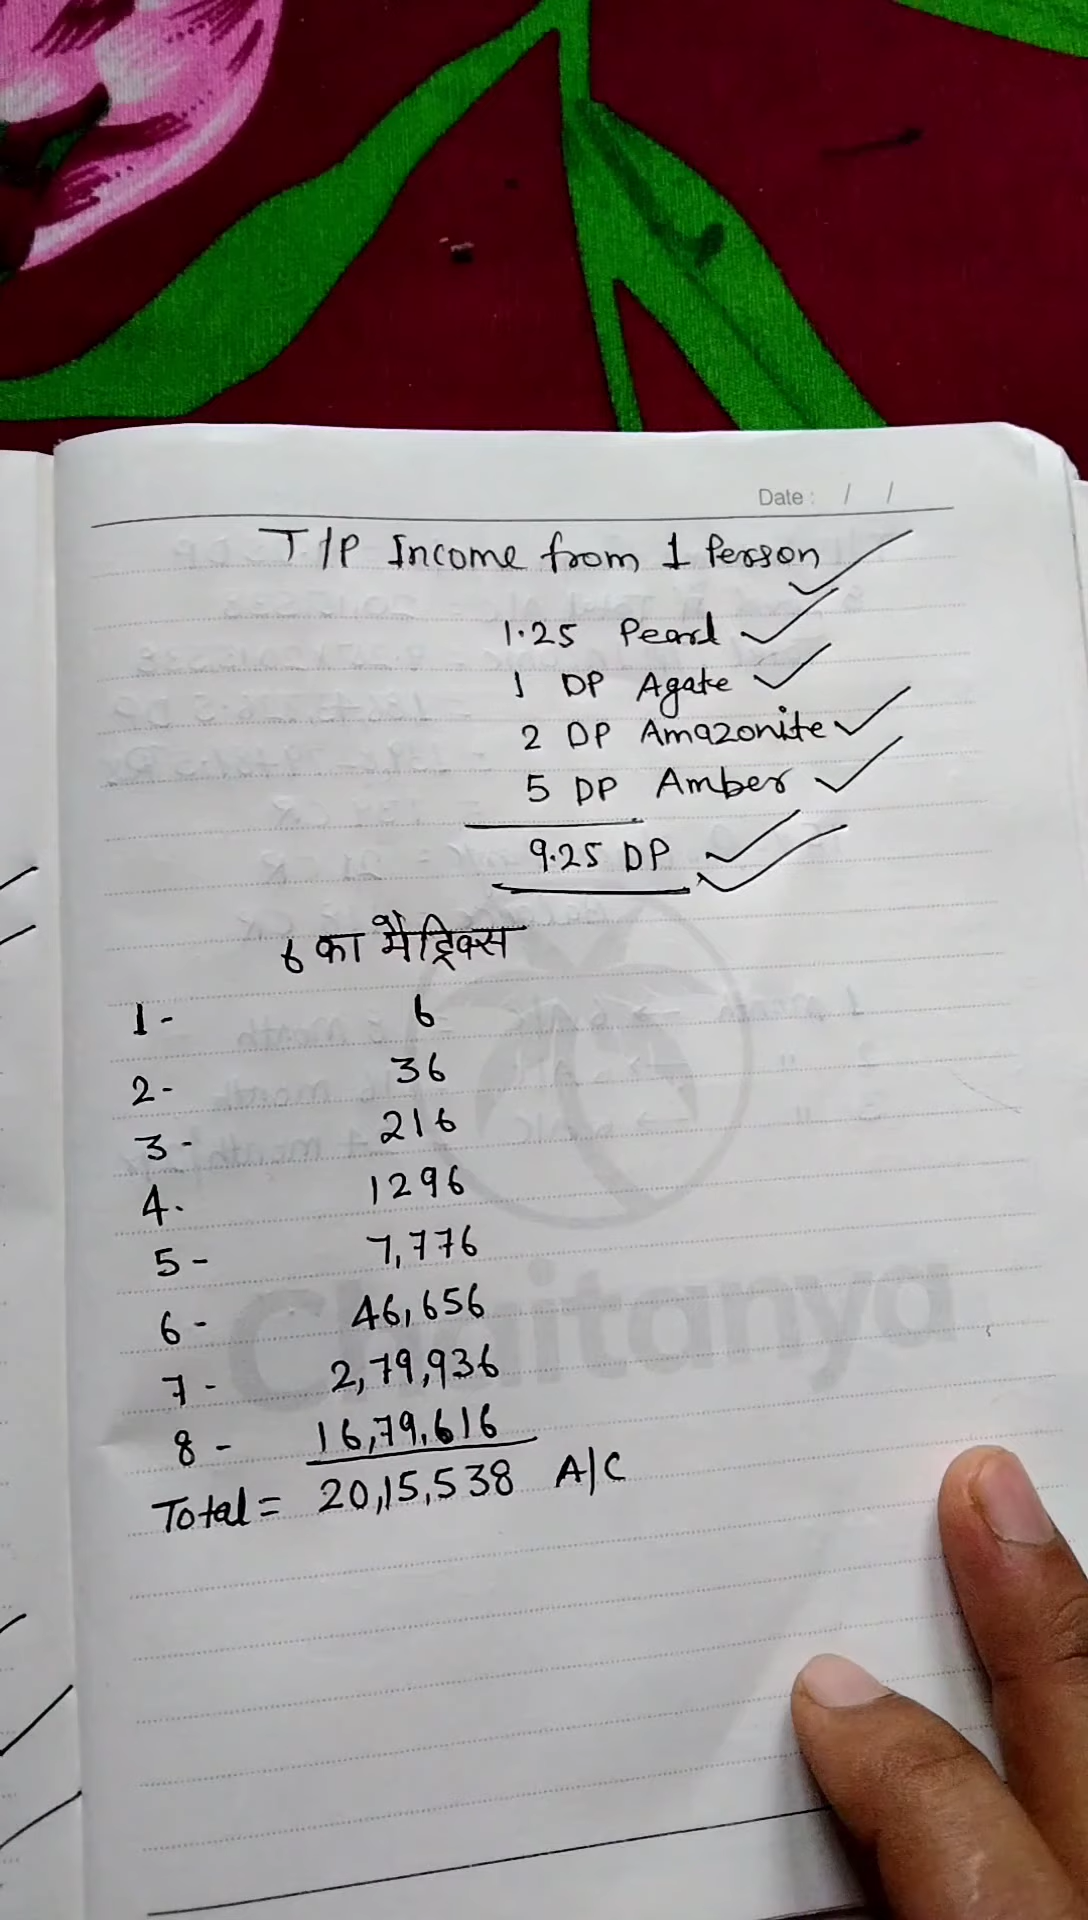 Date : / /
T/P Income from 1 Person
1.25 Pearl
1 DP Agate
2 DP Amazonite
5 DP Amber
9.25 DP
6 का मैट्रिक्स
1- 6
2- 36
3- 216
4. 1296
5- 7,776
6- 46,656
7- 2,79,936
8- 16,79,616
Total = 20,15,538 A/C
Chaitanya